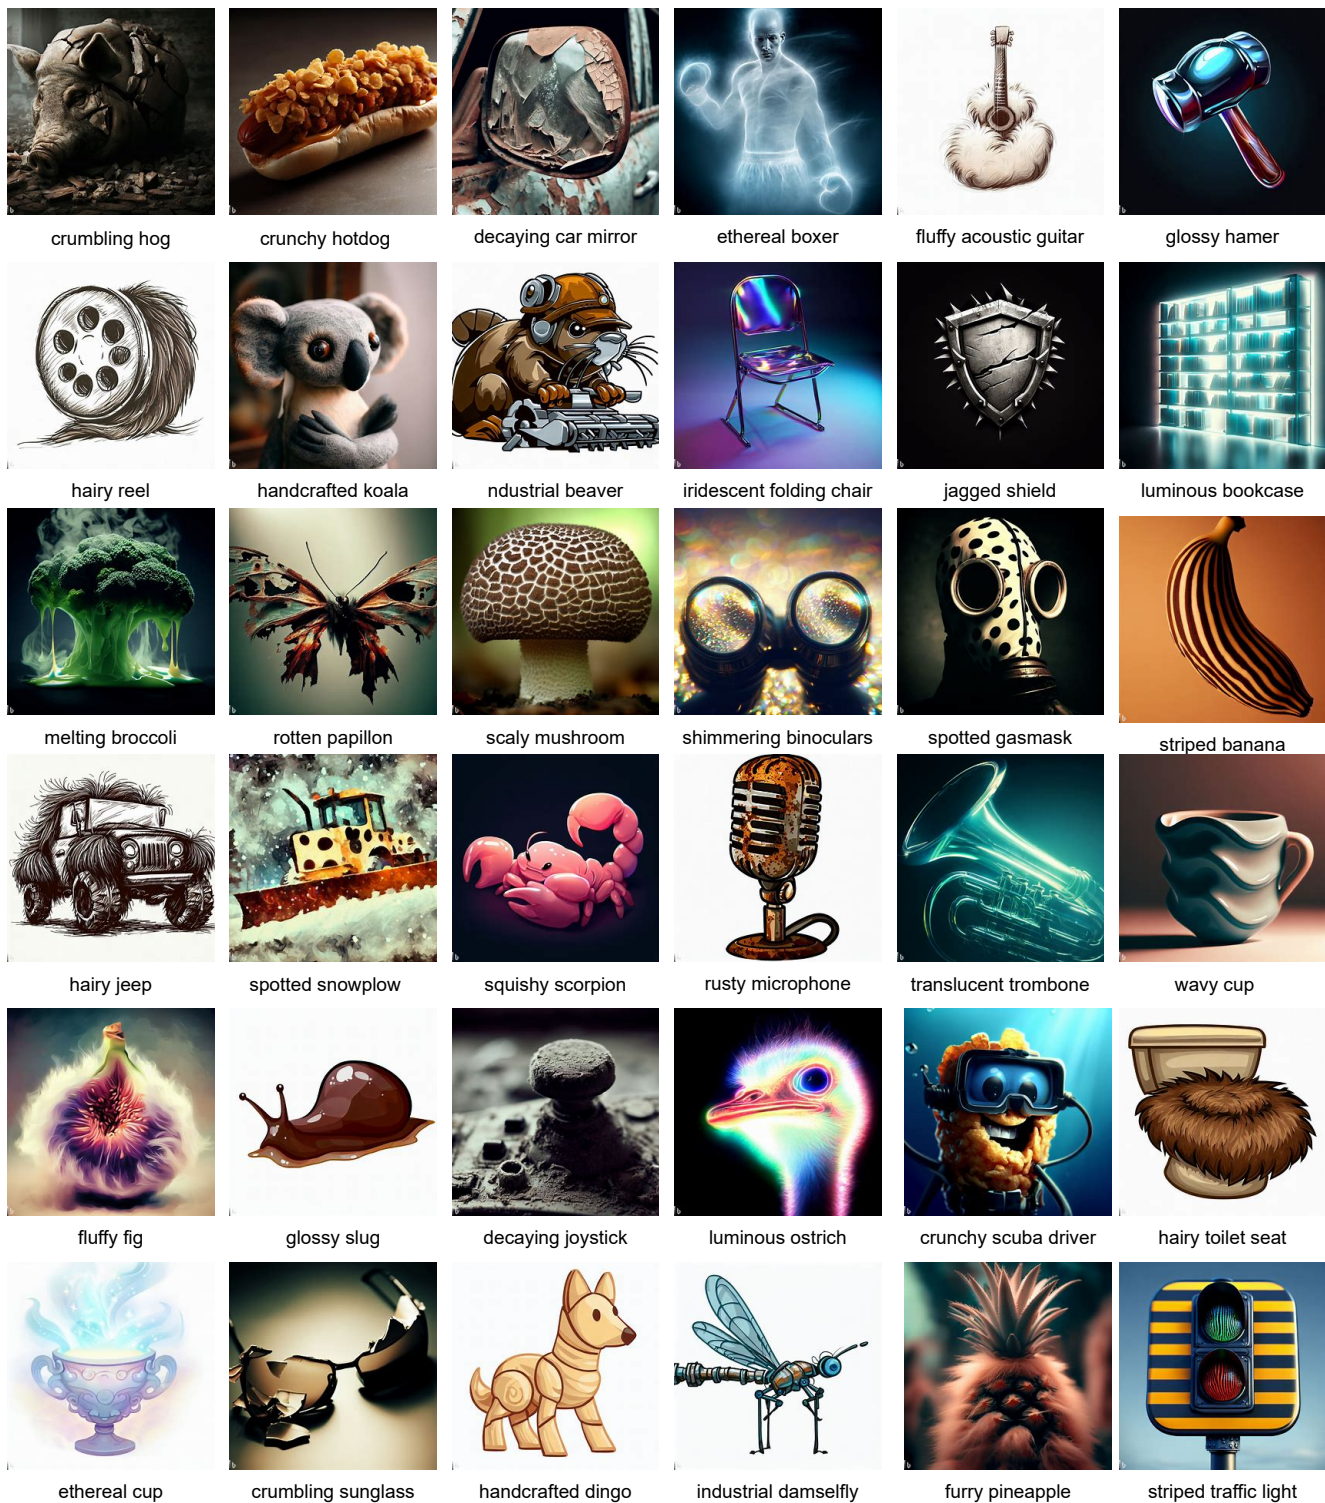 crumbling hog
crunchy hotdog
decaying car mirror
ethereal boxer
fluffy acoustic guitar
glossy hamer
hairy reel
handcrafted koala
ndustrial beaver
iridescent folding chair
jagged shield
luminous bookcase
melting broccoli
rotten papillon
scaly mushroom
shimmering binoculars
spotted gasmask
striped banana
hairy jeep
spotted snowplow
squishy scorpion
rusty microphone
translucent trombone
wavy cup
fluffy fig
glossy slug
decaying joystick
luminous ostrich
crunchy scuba driver
hairy toilet seat
ethereal cup
crumbling sunglass
handcrafted dingo
industrial damselfly
furry pineapple
striped traffic light